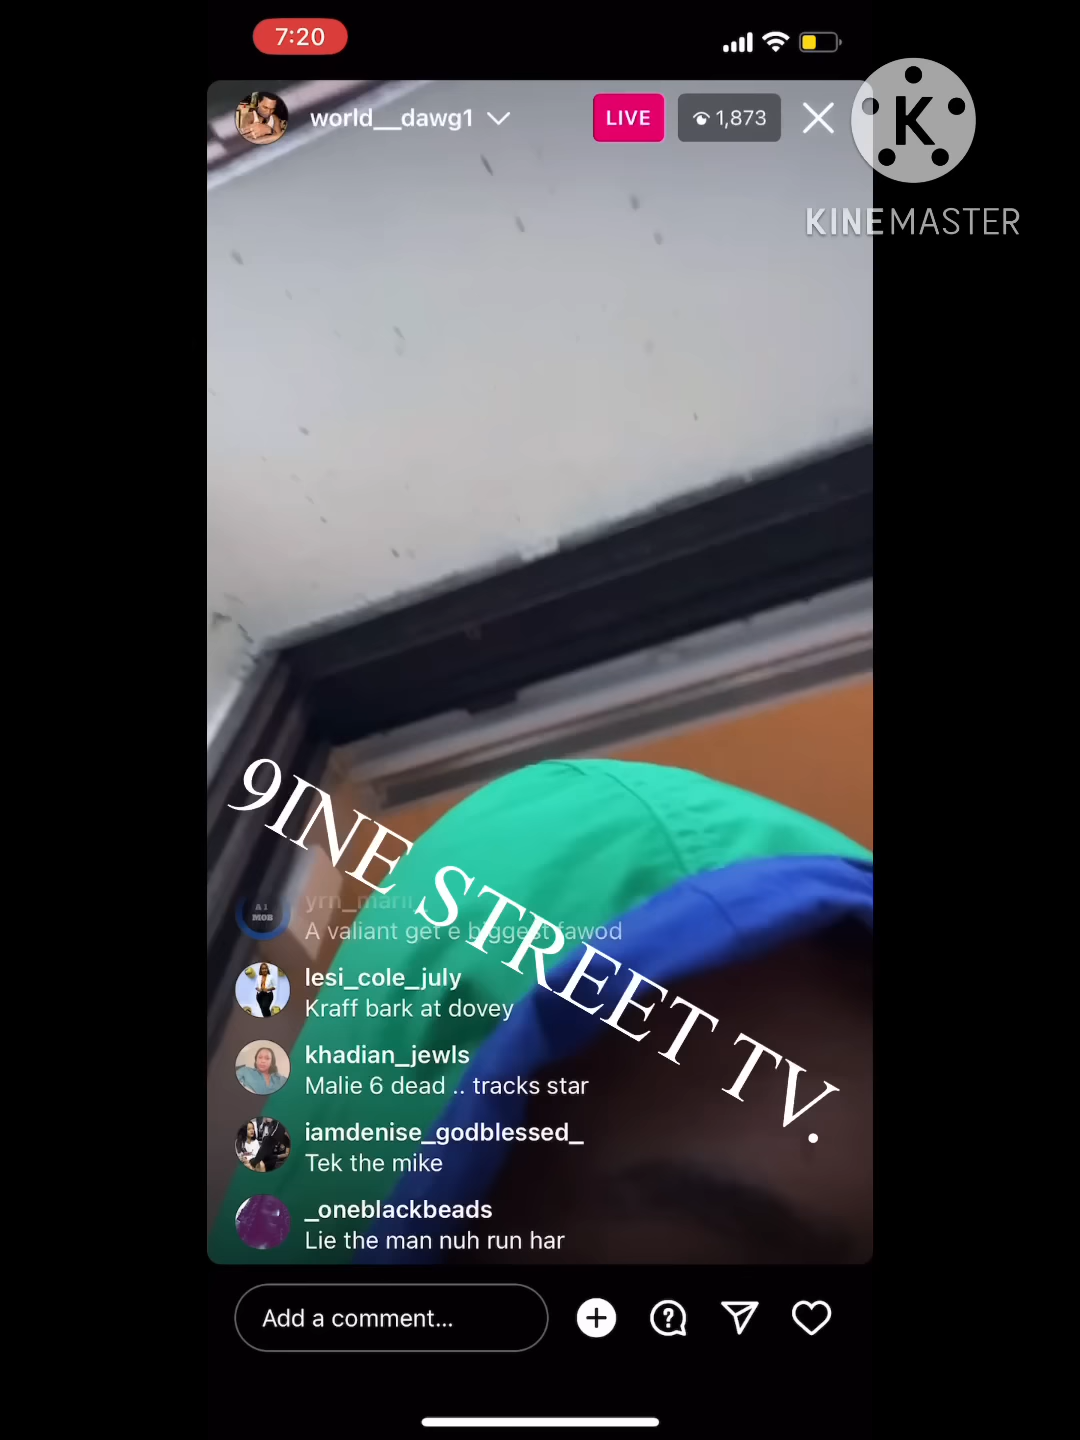 7:20
world__dawg1
LIVE
1,873
K
KINEMASTER
9INE STREET TV.
A1
MOB
A valiant get e biggest fawod
lesi_cole_july
Kraff bark at dovey
khadian_jewls
Malie 6 dead .. tracks star
iamdenise_godblessed_
Tek the mike
_oneblackbeads
Lie the man nuh run har
Add a comment...